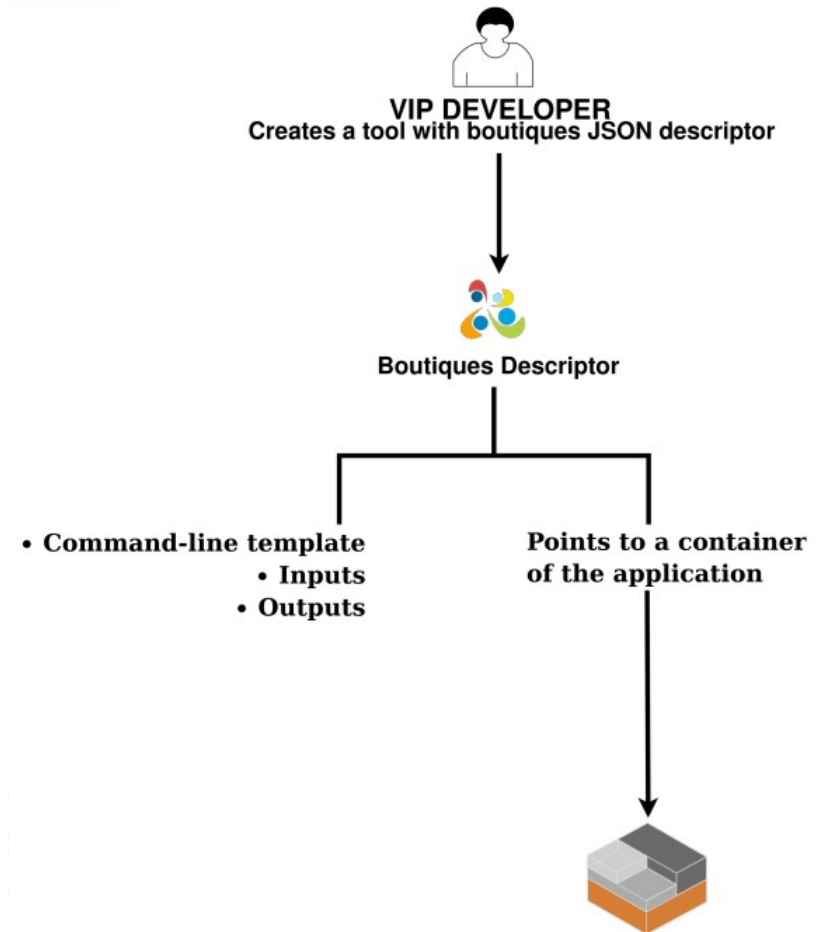 VIP DEVELOPER
Creates a tool with boutiques JSON descriptor
Boutiques Descriptor
• Command-line template
• Inputs
• Outputs
Points to a container
of the application